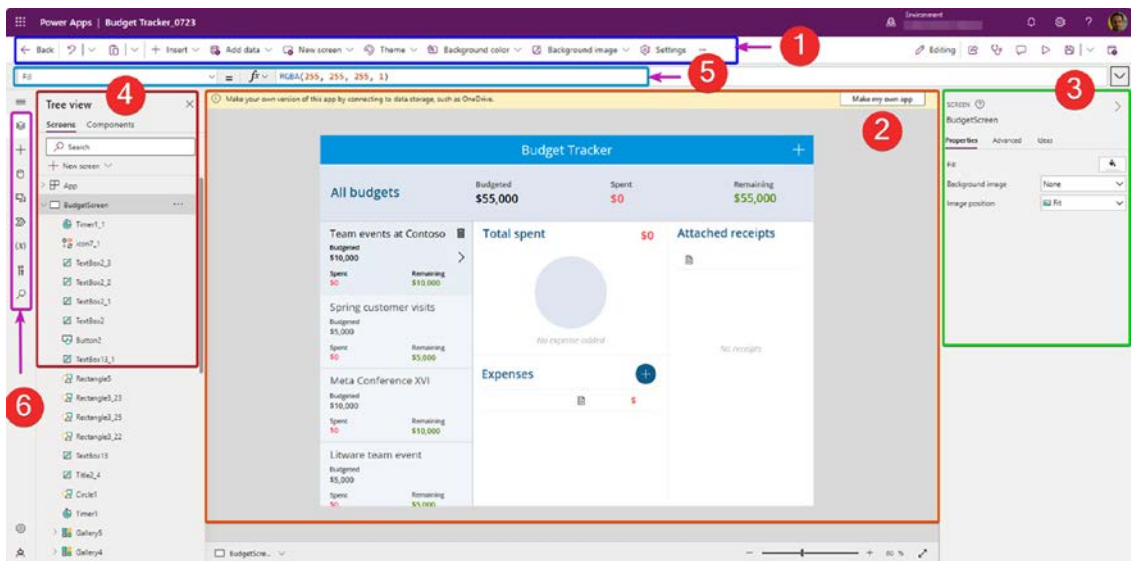 Power Apps | Budget Tracker_0723
Environment
Back
Insert
Add data
New screen
Theme
Background color
Background image
Settings
1
Editing
Fill
=
fx
RGBA(255, 255, 255, 1)
5
Tree view
4
Screens Components
Search
New screen
App
BudgetScreen
Timer1_1
icon7_1
TextBox2_3
TextBox2_2
TextBox2_1
TextBox2
Button2
TextBox13_1
Rectangle5
Rectangle3_23
Rectangle3_25
Rectangle3_22
TextBox13
Title2_4
Circle1
Timer1
Gallery5
Gallery4
6
Make your own version of this app by connecting to data storage, such as OneDrive.
Make my own app
2
Budget Tracker
All budgets
Budgeted
$55,000
Spent
$0
Remaining
$55,000
Team events at Contoso
Budgeted
$10,000
Spent
$0
Remaining
$10,000
Spring customer visits
Budgeted
$5,000
Spent
$0
Remaining
$5,000
Meta Conference XVI
Budgeted
$10,000
Spent
$0
Remaining
$10,000
Litware team event
Budgeted
$5,000
Spent
$0
Remaining
$5,000
Total spent
$0
No expense added
Expenses
$
Attached receipts
No receipts
BudgetScre...
60 %
3
SCREEN
BudgetScreen
Properties Advanced Ideas
Fill
Background image
None
Image position
Fit